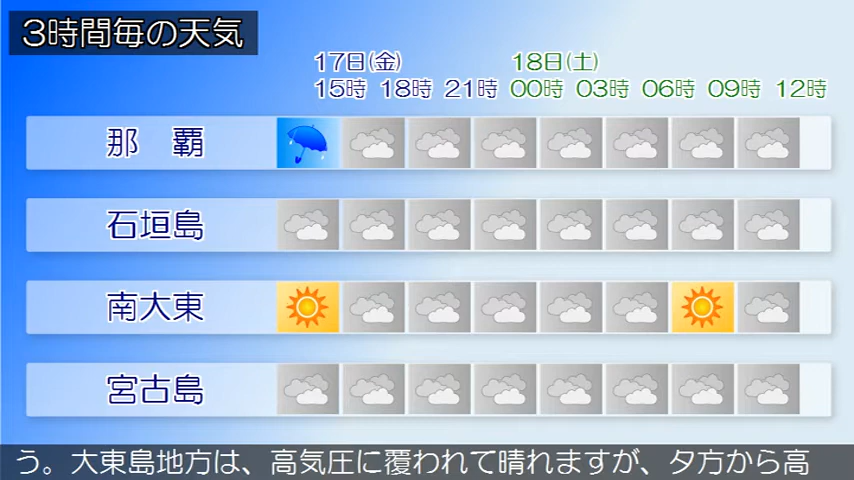 3時間毎の天気
17日(金) 18日(土)
15時 18時 21時 00時 03時 06時 09時 12時
那　覇
石垣島
南大東
宮古島
う。大東島地方は、高気圧に覆われて晴れますが、夕方から高